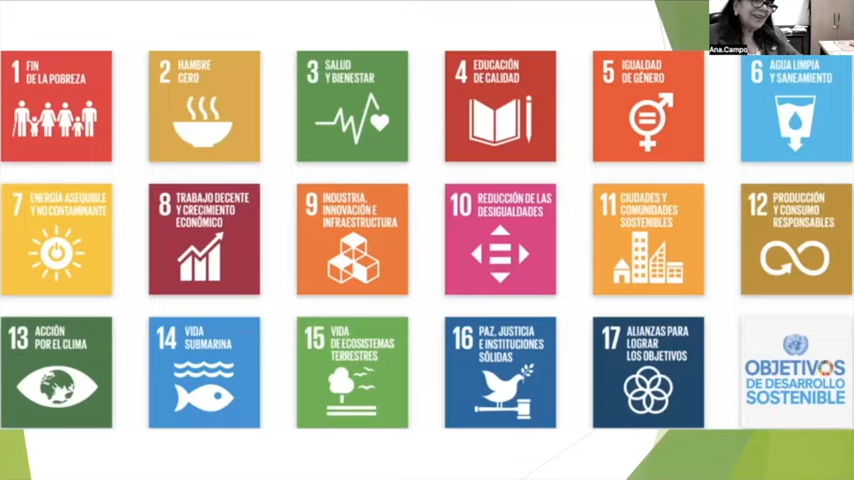 Ana.Campo
1 FIN
DE LA POBREZA
2 HAMBRE
CERO
3 SALUD
Y BIENESTAR
4 EDUCACIÓN
DE CALIDAD
5 IGUALDAD
DE GÉNERO
6 AGUA LIMPIA
Y SANEAMIENTO
7 ENERGÍA ASEQUIBLE
Y NO CONTAMINANTE
8 TRABAJO DECENTE
Y CRECIMIENTO
ECONÓMICO
9 INDUSTRIA,
INNOVACIÓN E
INFRAESTRUCTURA
10 REDUCCIÓN DE LAS
DESIGUALDADES
11 CIUDADES Y
COMUNIDADES
SOSTENIBLES
12 PRODUCCIÓN
Y CONSUMO
RESPONSABLES
13 ACCIÓN
POR EL CLIMA
14 VIDA
SUBMARINA
15 VIDA
DE ECOSISTEMAS
TERRESTRES
16 PAZ, JUSTICIA
E INSTITUCIONES
SÓLIDAS
17 ALIANZAS PARA
LOGRAR
LOS OBJETIVOS
OBJETIVOS
DE DESARROLLO
SOSTENIBLE